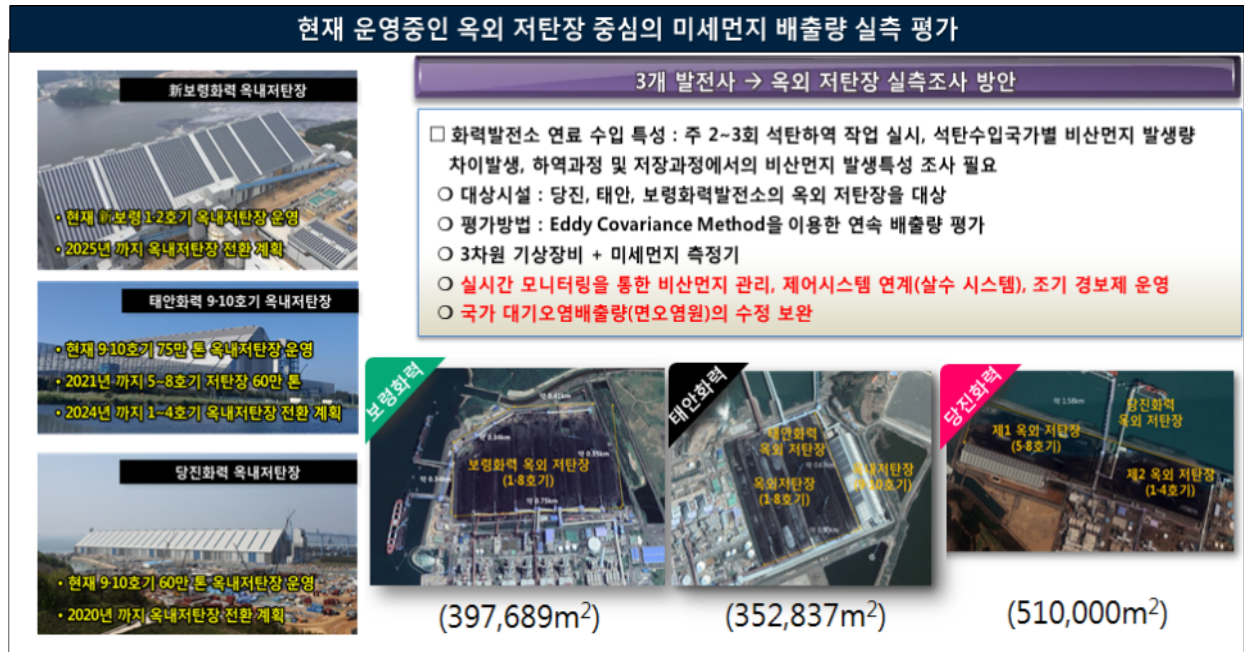 현재 운영중인 옥외 저탄장 중심의 미세먼지 배출량 실측 평가
新보령화력 옥내저탄장
• 현재 新보령 1·2호기 옥내저탄장 운영
• 2025년 까지 옥내저탄장 전환 계획
태안화력 9·10호기 옥내저탄장
• 현재 9·10호기 75만 톤 옥내저탄장 운영
• 2021년 까지 5~8호기 저탄장 60만 톤
• 2024년 까지 1~4호기 옥내저탄장 전환 계획
당진화력 옥내저탄장
• 현재 9·10호기 60만 톤 옥내저탄장 운영
• 2020년 까지 옥내저탄장 전환 계획
3개 발전사 → 옥외 저탄장 실측조사 방안
□ 화력발전소 연료 수입 특성 : 주 2~3회 석탄하역 작업 실시, 석탄수입국가별 비산먼지 발생량
차이발생, 하역과정 및 저장과정에서의 비산먼지 발생특성 조사 필요
❍ 대상시설 : 당진, 태안, 보령화력발전소의 옥외 저탄장을 대상
❍ 평가방법 : Eddy Covariance Method을 이용한 연속 배출량 평가
❍ 3차원 기상장비 + 미세먼지 측정기
❍ 실시간 모니터링을 통한 비산먼지 관리, 제어시스템 연계(살수 시스템), 조기 경보제 운영
❍ 국가 대기오염배출량(면오염원)의 수정 보완
보령화력
약 0.41km
약 0.34km
약 0.35km
약 0.34km
보령화력 옥외 저탄장
(1·8호기)
약 0.75km
(397,689m²)
태안화력
태안화력
옥외 저탄장
약 0.67km
옥외저탄장
(1·8호기)
옥내저탄장
(9·10호기)
(352,837m²)
당진화력
약 1.58km
당진화력
옥외 저탄장
제1 옥외 저탄장
(5·8호기)
제2 옥외 저탄장
(1·4호기)
(510,000m²)